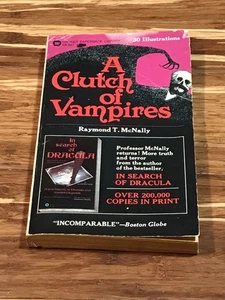 30 Illustrations
A
Clutch
of
Vampires
Raymond T. McNally
In
search
of
DRACULA
Professor McNally
returns! More truth
and terror
from the author
of the bestseller,
IN SEARCH
OF DRACULA
OVER 200,000
COPIES IN PRINT
"INCOMPARABLE"—Boston Globe